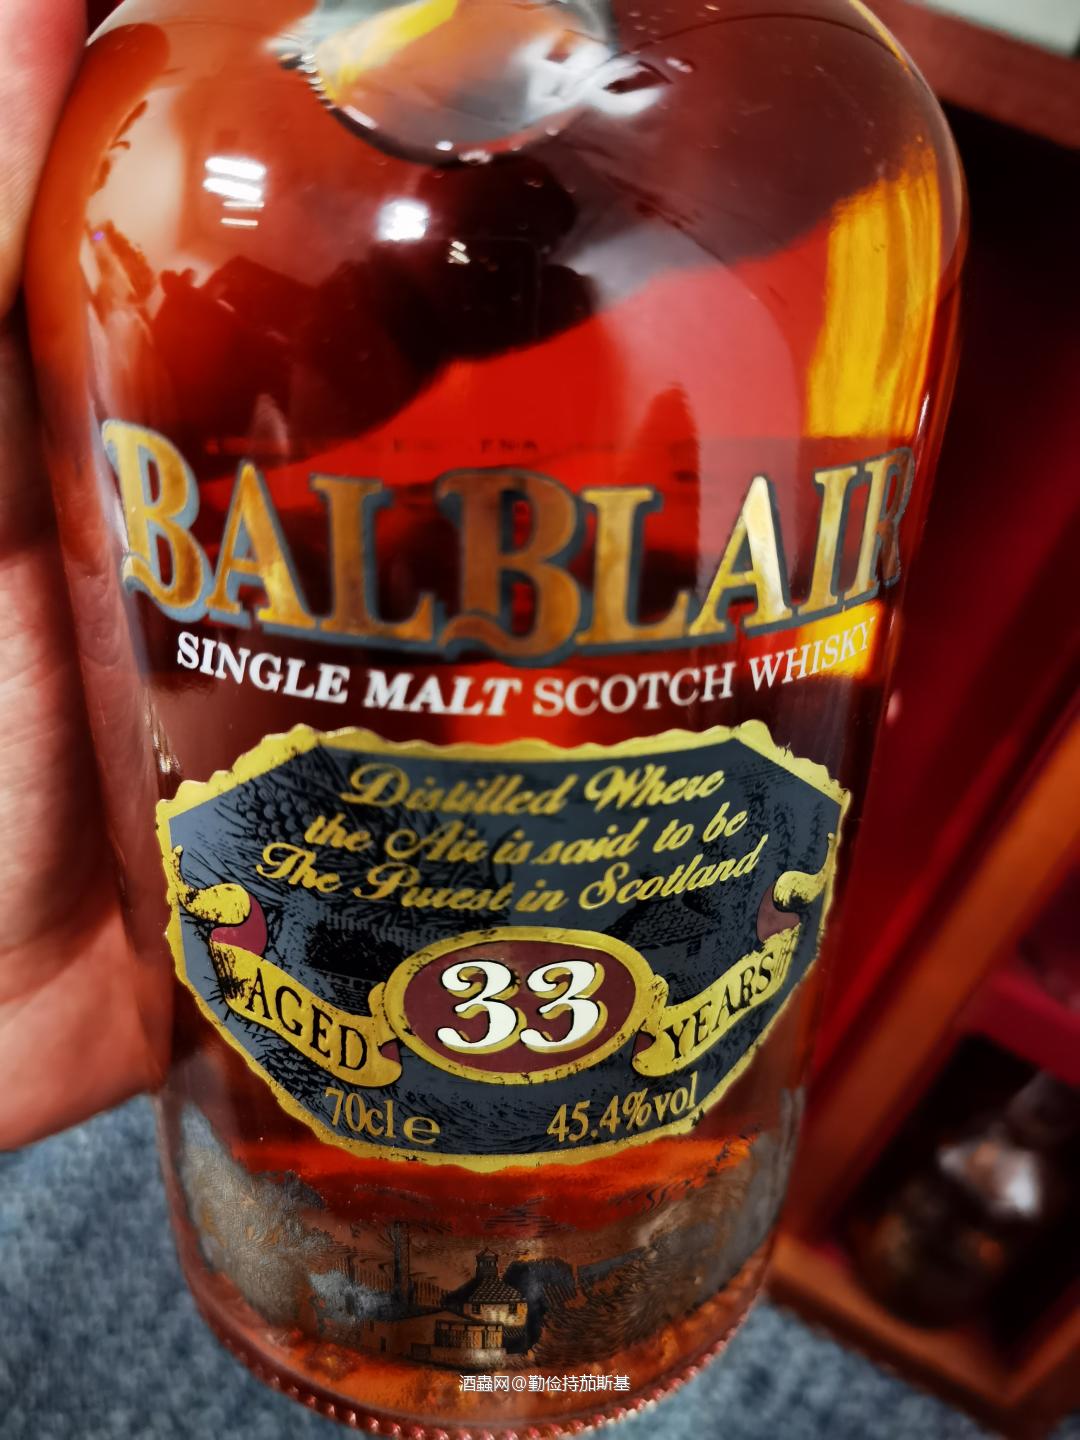 BALBLAIR
SINGLE MALT SCOTCH WHISKY
Distilled Where
the Air is said to be
The Purest in Scotland
AGED 33 YEARS
70cl e 45.4%vol
酒蟲网@勤俭持茄斯基